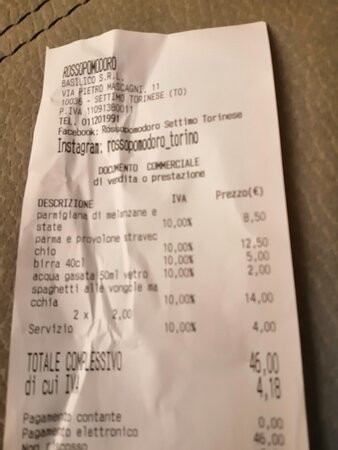 ROSSOPOMODORO
BASILICO S.R.L.
VIA PIETRO MASCAGNI, 11
10036 - SETTIMO TORINESE (TO)
P.IVA 11091380011
TEL. 011201991
Facebook: Rossopomodoro Settimo Torinese
Instagram: rossopomodoro_torino
DOCUMENTO COMMERCIALE
di vendita o prestazione
DESCRIZIONE IVA Prezzo(€)
parmigiana di melanzane e
state 10,00% 8,50
parma e provolone stravec
chio 10,00% 12,50
birra 40cl 10,00% 5,00
acqua gasata 50ml vetro 10,00% 2,00
spaghetti alle vongole ma
cchia 10,00% 14,00
2 x 2,00
Servizio 10,00% 4,00
TOTALE COMPLESSIVO 46,00
di cui IVA 4,18
Pagamento contante 0,00
Pagamento elettronico 46,00
Non riscosso